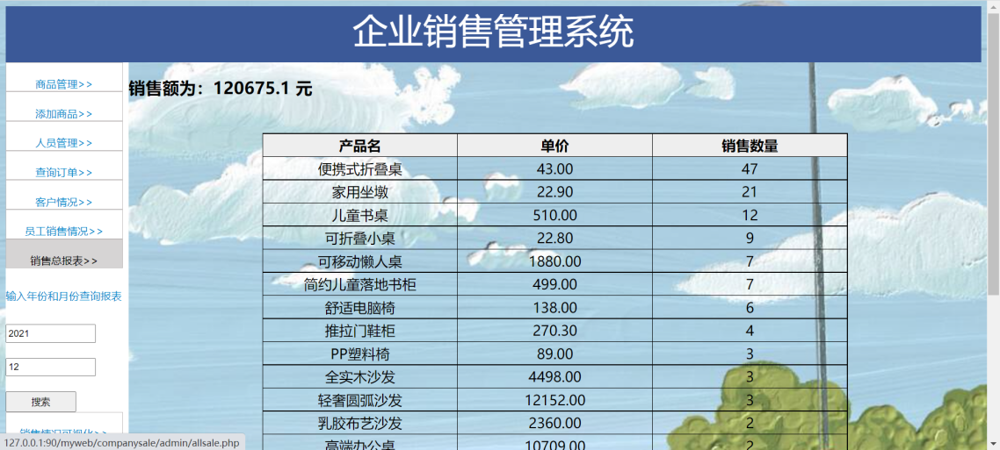 企业销售管理系统
商品管理>>
添加商品>>
人员管理>>
查询订单>>
客户情况>>
员工销售情况>>
销售总报表>>
输入年份和月份查询报表
2021
12
搜索
销售情况可视化>>
销售额为：120675.1 元
产品名 单价 销售数量
便携式折叠桌 43.00 47
家用坐墩 22.90 21
儿童书桌 510.00 12
可折叠小桌 22.80 9
可移动懒人桌 1880.00 7
简约儿童落地书柜 499.00 7
舒适电脑椅 138.00 6
推拉门鞋柜 270.30 4
PP塑料椅 89.00 3
全实木沙发 4498.00 3
轻奢圆弧沙发 12152.00 3
乳胶布艺沙发 2360.00 2
高端办公桌 10709.00 2
127.0.0.1:90/myweb/companysale/admin/allsale.php